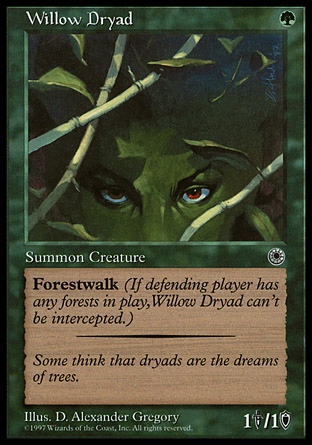 Willow Dryad
Summon Creature
Forestwalk (If defending player has
any forests in play,Willow Dryad can't
be intercepted.)
Some think that dryads are the dreams
of trees.
Illus. D. Alexander Gregory
©1997 Wizards of the Coast, Inc. All rights reserved.
1/1